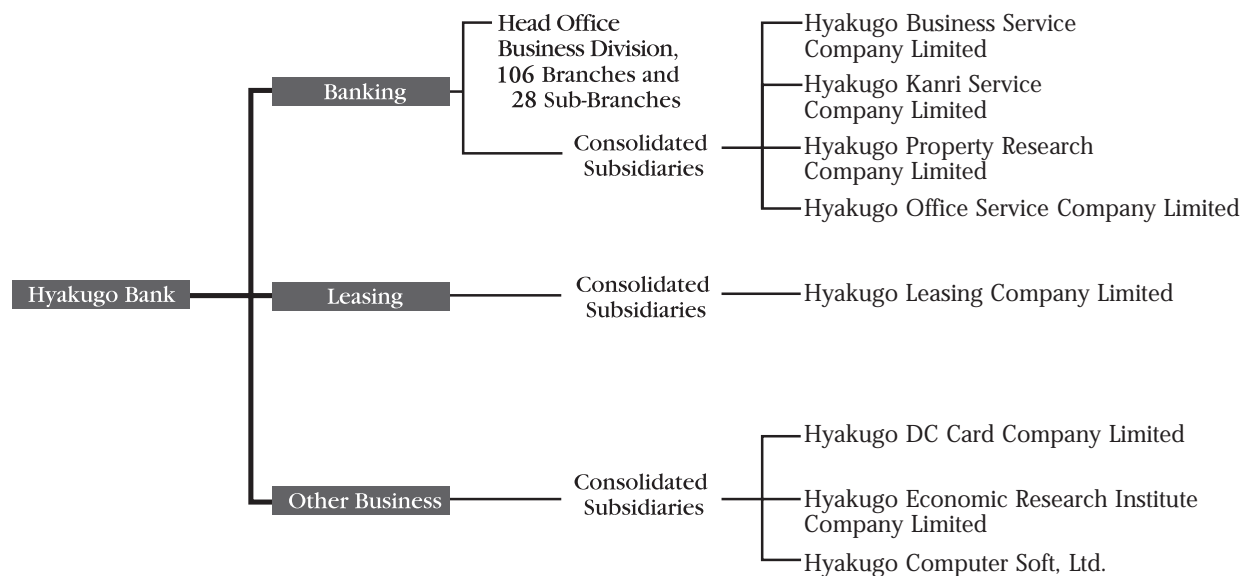 Hyakugo Bank
Banking
Head Office
Business Division,
106 Branches and
28 Sub-Branches
Consolidated
Subsidiaries
Hyakugo Business Service
Company Limited
Hyakugo Kanri Service
Company Limited
Hyakugo Property Research
Company Limited
Hyakugo Office Service Company Limited
Leasing
Consolidated
Subsidiaries
Hyakugo Leasing Company Limited
Other Business
Consolidated
Subsidiaries
Hyakugo DC Card Company Limited
Hyakugo Economic Research Institute
Company Limited
Hyakugo Computer Soft, Ltd.